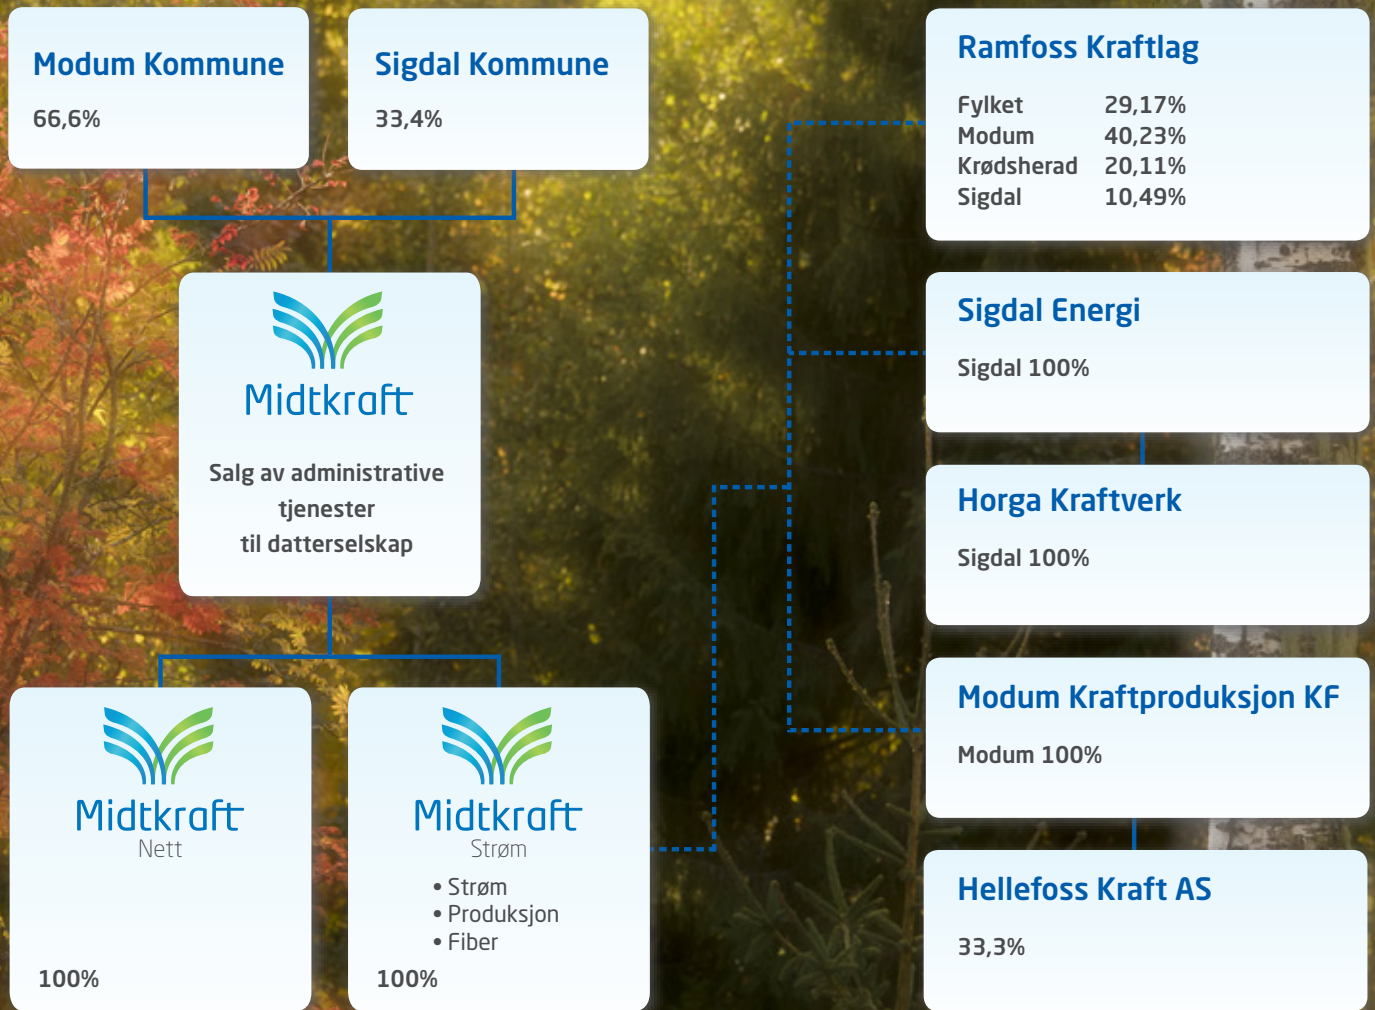 Modum Kommune
66,6%
Sigdal Kommune
33,4%
Midtkraft
Salg av administrative
tjenester
til datterselskap
Midtkraft
Nett
100%
Midtkraft
Strøm
• Strøm
• Produksjon
• Fiber
100%
Ramfoss Kraftlag
Fylket 29,17%
Modum 40,23%
Krødsherad 20,11%
Sigdal 10,49%
Sigdal Energi
Sigdal 100%
Horga Kraftverk
Sigdal 100%
Modum Kraftproduksjon KF
Modum 100%
Hellefoss Kraft AS
33,3%